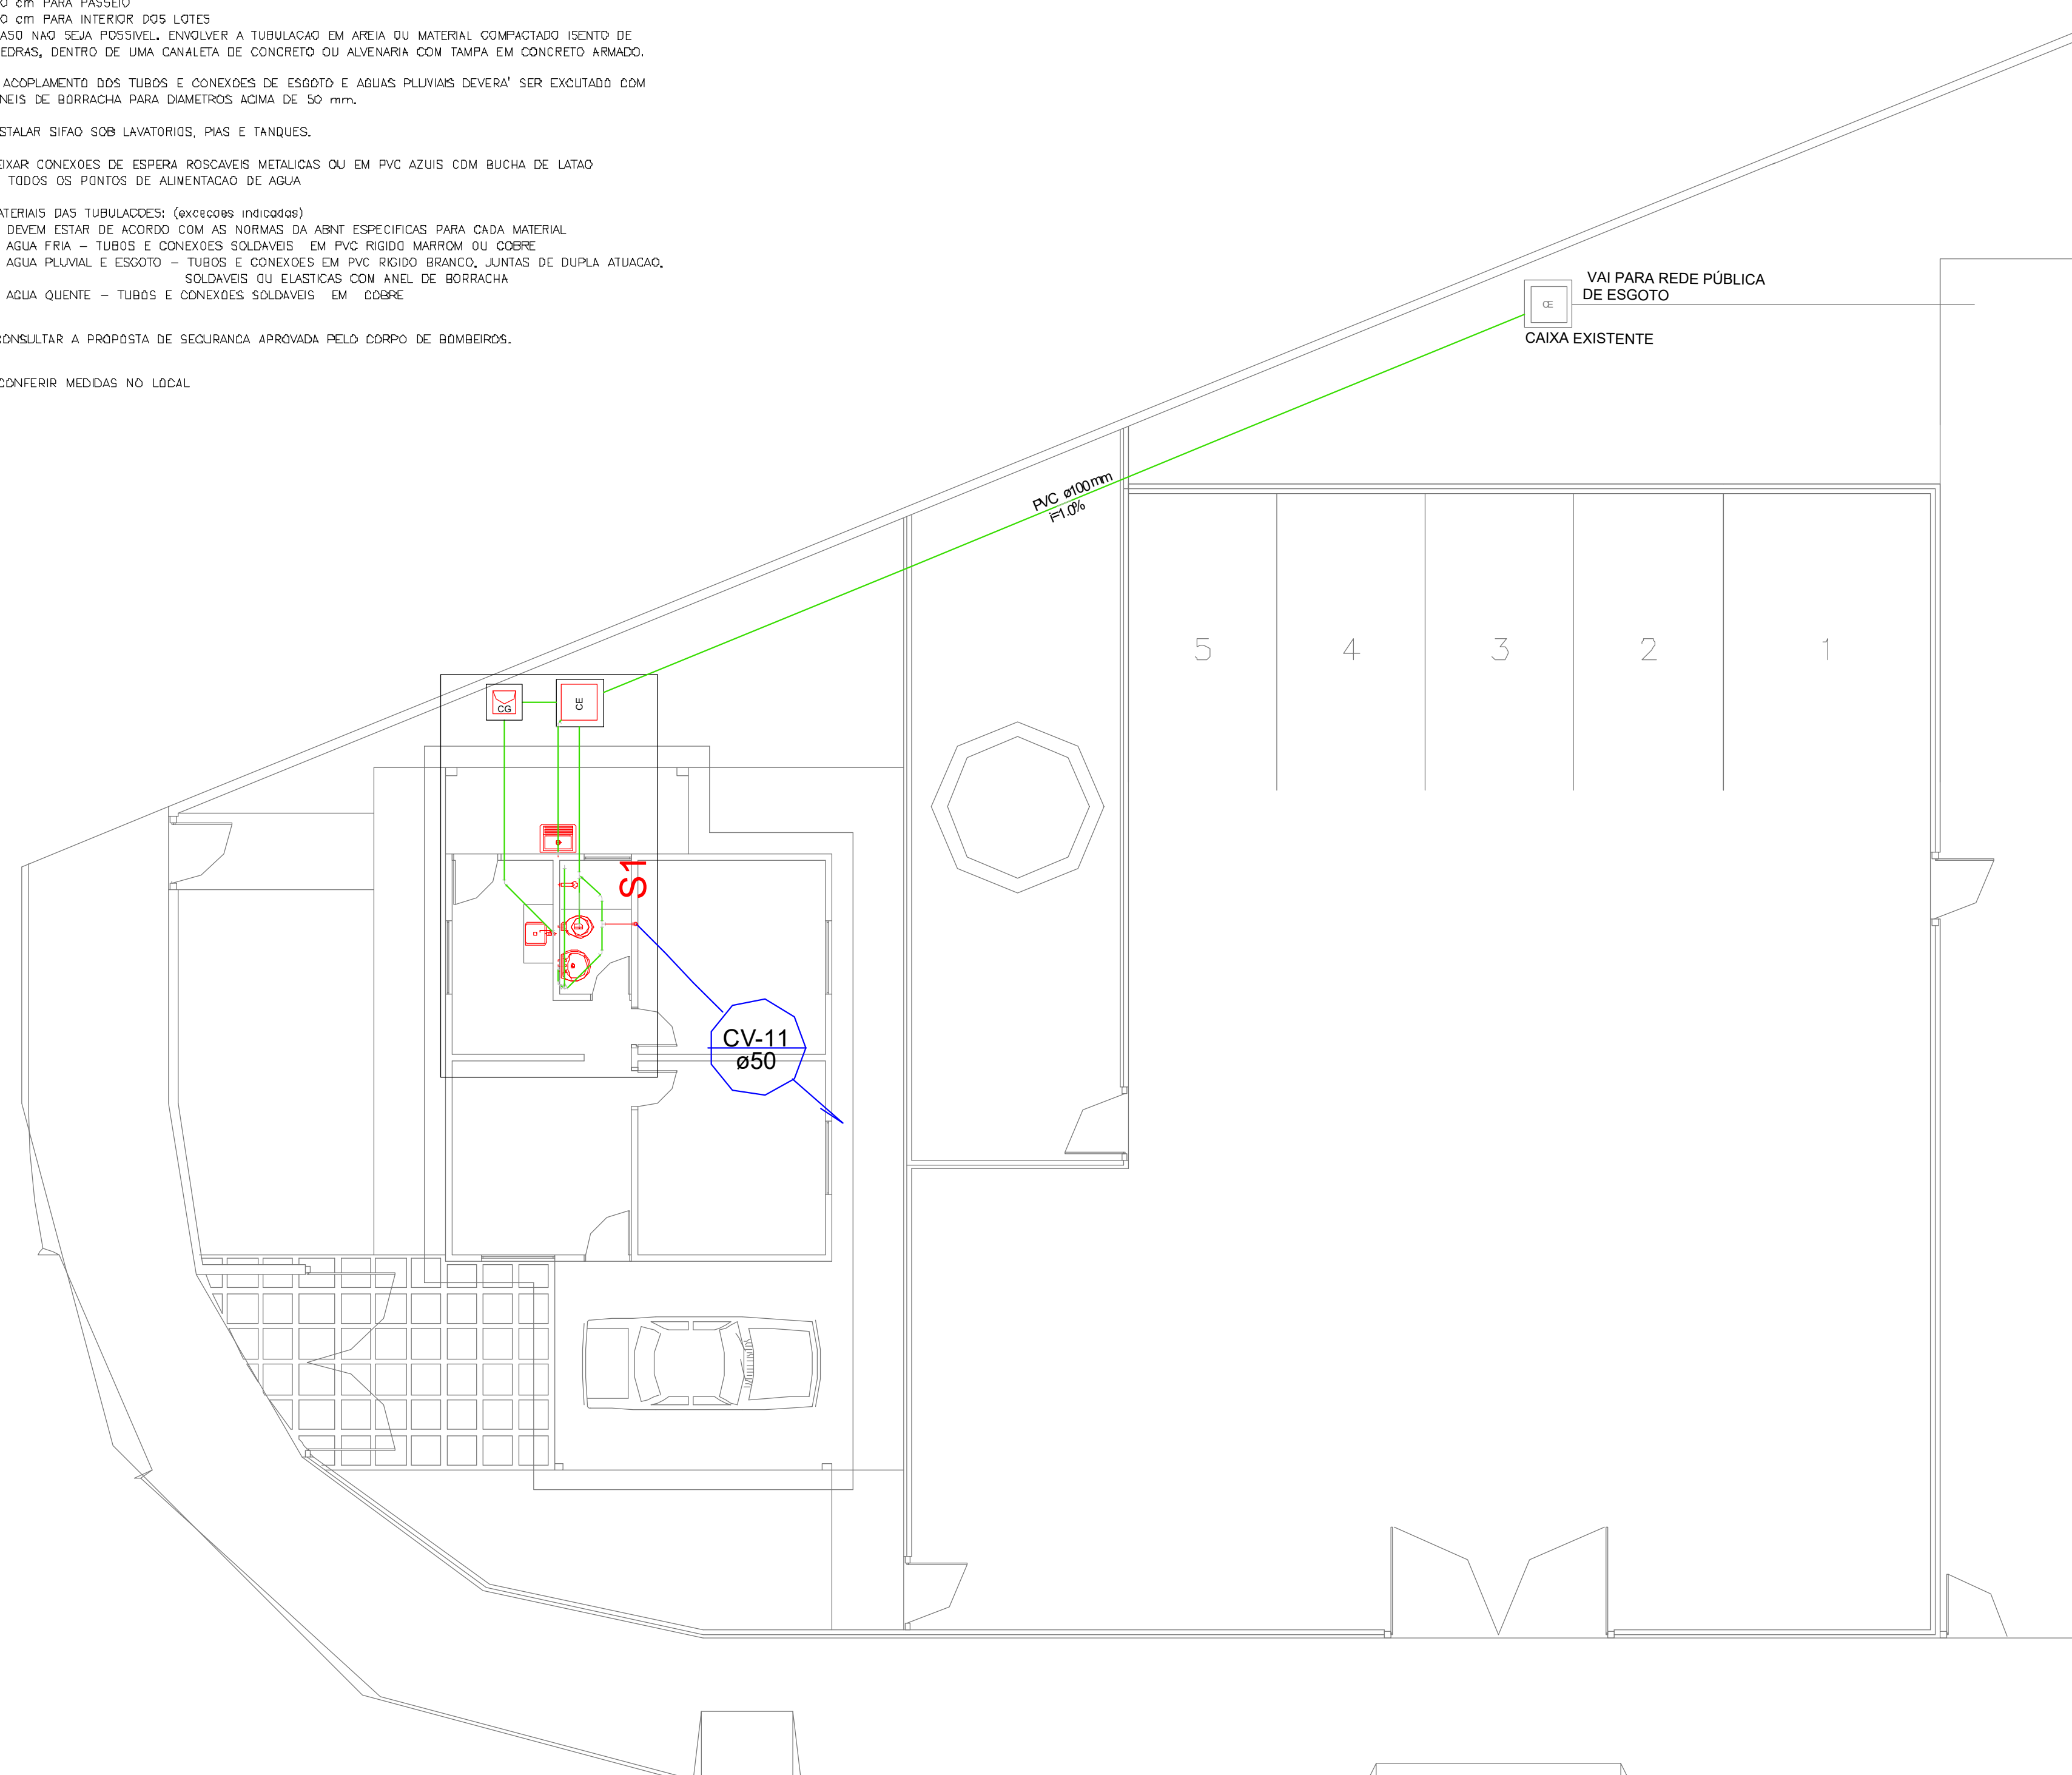 cm PARA PASSEIO
cm PARA INTERIOR DOS LOTES
ASO NAO SEJA POSSIVEL. ENVOLVER A TUBULACAO EM AREIA OU MATERIAL COMPACTADO ISENTO DE
EDRAS, DENTRO DE UMA CANALETA DE CONCRETO OU ALVENARIA COM TAMPA EM CONCRETO ARMADO.
ACOPLAMENTO DOS TUBOS E CONEXOES DE ESGOTO E AGUAS PLUVIAIS DEVERA' SER EXCUTADO COM
NEIS DE BORRACHA PARA DIAMETROS ACIMA DE 50 mm.
STALAR SIFAO SOB LAVATORIOS, PIAS E TANQUES.
EIXAR CONEXOES DE ESPERA ROSCAVEIS METALICAS OU EM PVC AZUIS COM BUCHA DE LATAO
TODOS OS PONTOS DE ALIMENTACAO DE AGUA
ATERIAIS DAS TUBULACOES: (excecoes indicadas)
DEVEM ESTAR DE ACORDO COM AS NORMAS DA ABNT ESPECIFICAS PARA CADA MATERIAL
AGUA FRIA - TUBOS E CONEXOES SOLDAVEIS EM PVC RIGIDO MARROM OU COBRE
AGUA PLUVIAL E ESGOTO - TUBOS E CONEXOES EM PVC RIGIDO BRANCO, JUNTAS DE DUPLA ATUACAO,
SOLDAVEIS OU ELASTICAS COM ANEL DE BORRACHA
AGUA QUENTE - TUBOS E CONEXOES SOLDAVEIS EM COBRE
CONSULTAR A PROPOSTA DE SEGURANCA APROVADA PELO CORPO DE BOMBEIROS.
CONFERIR MEDIDAS NO LOCAL
VAI PARA REDE PÚBLICA
DE ESGOTO
CE
CAIXA EXISTENTE
PVC ø100mm
i=1.0%
5 4 3 2 1
CG
CE
S1
CV-11
ø50